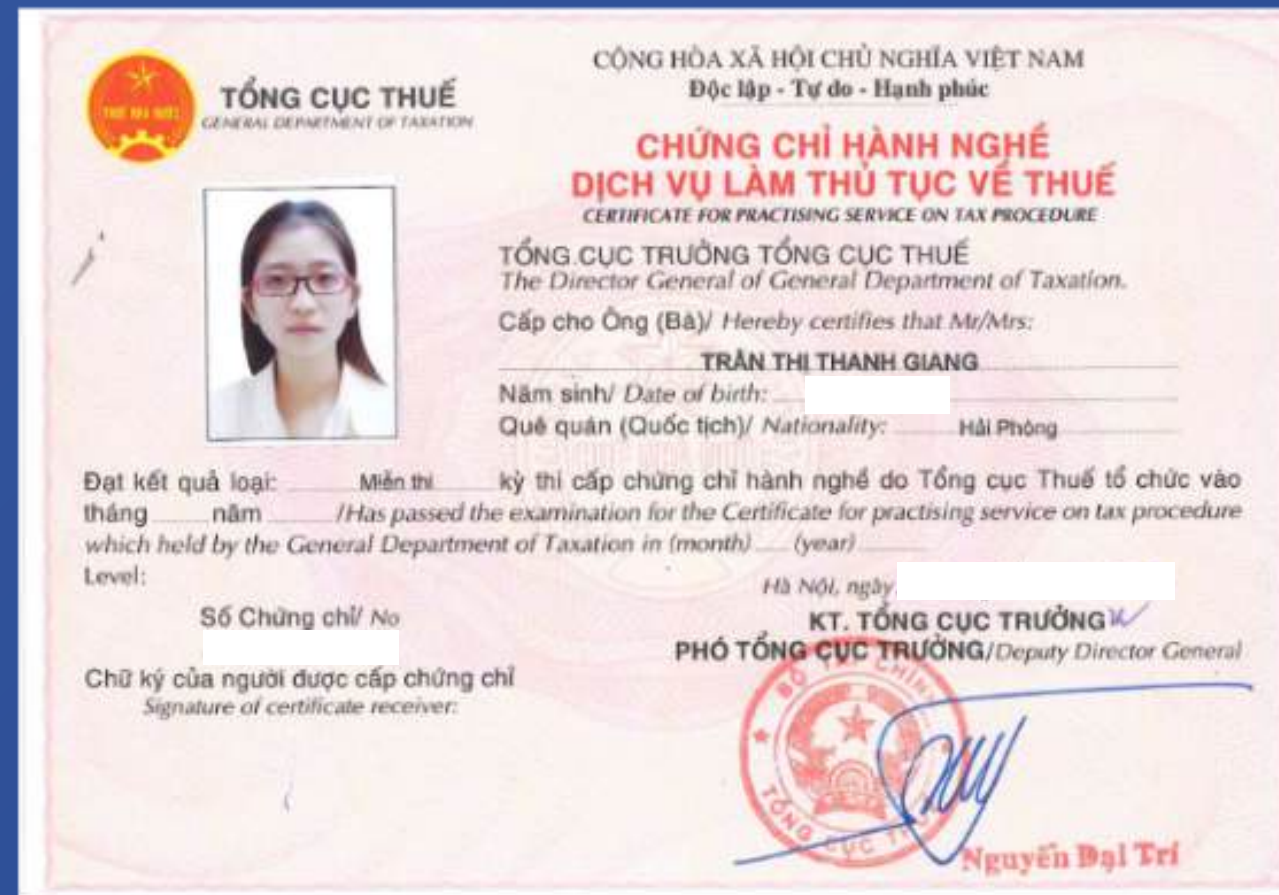 CỘNG HÒA XÃ HỘI CHỦ NGHĨA VIỆT NAM
Độc lập - Tự do - Hạnh phúc
TỔNG CỤC THUẾ
GENERAL DEPARTMENT OF TAXATION
CHỨNG CHỈ HÀNH NGHỀ
DỊCH VỤ LÀM THỦ TỤC VỀ THUẾ
CERTIFICATE FOR PRACTISING SERVICE ON TAX PROCEDURE
TỔNG CỤC TRƯỞNG TỔNG CỤC THUẾ
The Director General of General Department of Taxation.
Cấp cho Ông (Bà)/ Hereby certifies that Mr/Mrs:
TRẦN THỊ THANH GIANG
Năm sinh/ Date of birth:
Quê quán (Quốc tịch)/ Nationality: Hải Phòng
Đạt kết quả loại: Miễn thi kỳ thi cấp chứng chỉ hành nghề do Tổng cục Thuế tổ chức vào
tháng năm /Has passed the examination for the Certificate for practising service on tax procedure
which held by the General Department of Taxation in (month) (year)
Level:
Hà Nội, ngày
Số Chứng chỉ/ No
KT. TỔNG CỤC TRƯỞNG
PHÓ TỔNG CỤC TRƯỞNG/Deputy Director General
Chữ ký của người được cấp chứng chỉ
Signature of certificate receiver:
BỘ TÀI CHÍNH
TỔNG CỤC THUẾ
Nguyễn Đại Trí